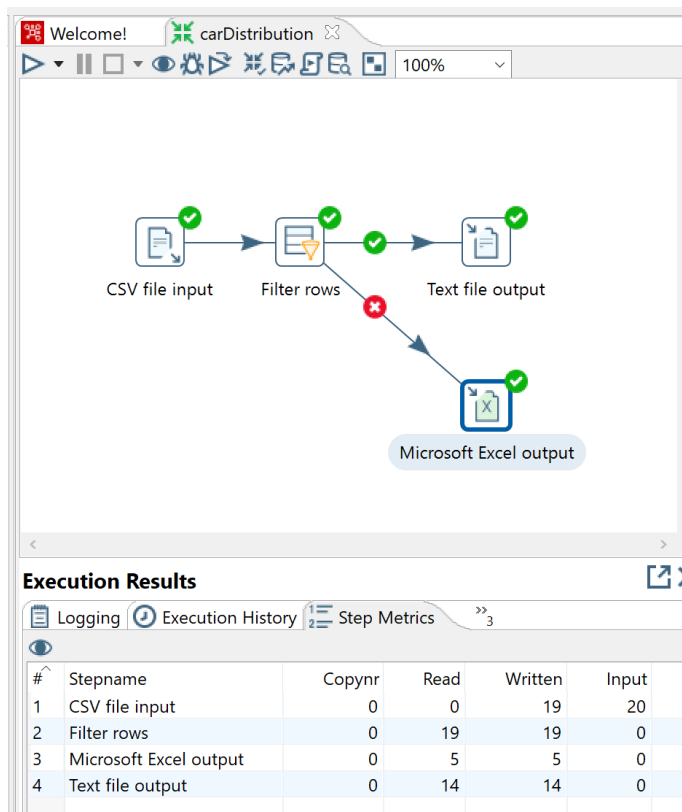 Welcome! carDistribution
100%
CSV file input Filter rows Text file output
Microsoft Excel output
Execution Results
Logging Execution History Step Metrics 3
# Stepname Copynr Read Written Input
1 CSV file input 0 0 19 20
2 Filter rows 0 19 19 0
3 Microsoft Excel output 0 5 5 0
4 Text file output 0 14 14 0